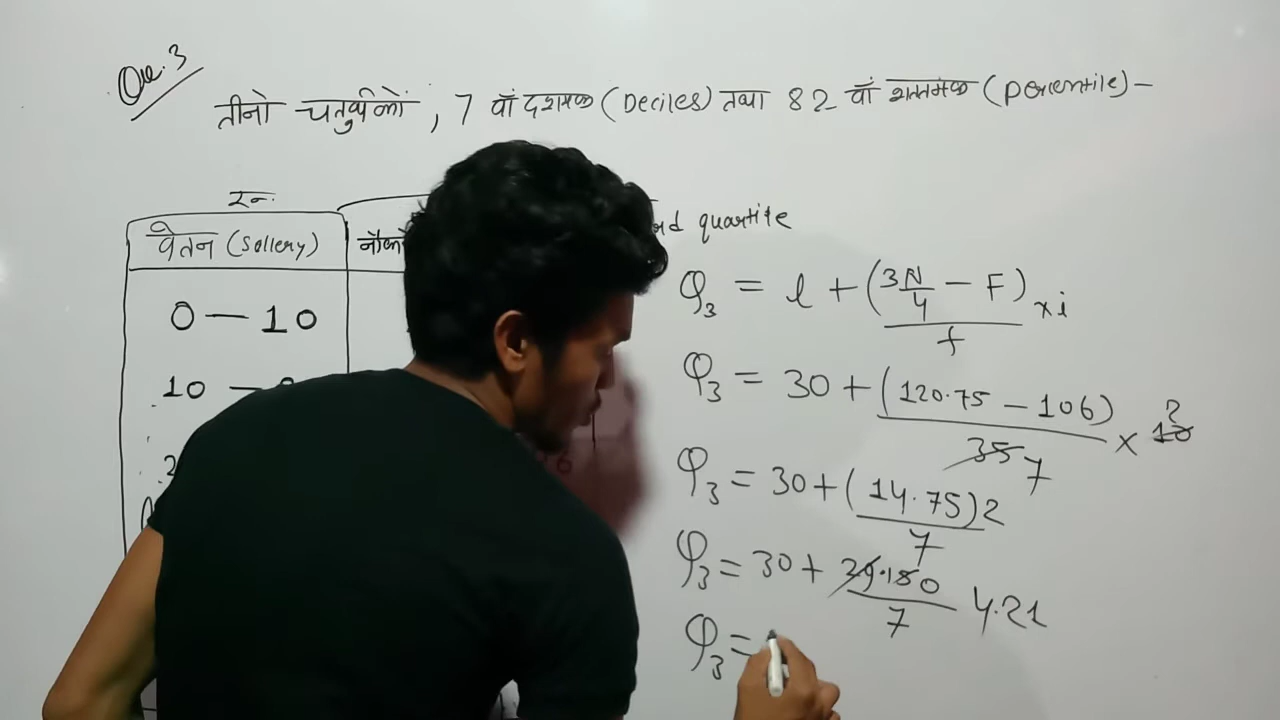 Que. 3
तीनो चतुर्थको, 7 वाँ दशमक (Deciles) तथा 82 वाँ शतमक (percentile) -
वेतन (Sallery)
0 - 10
10 -
quartile
Q3 = l + (3N/4 - F)/f × i
Q3 = 30 + (120.75 - 106)/35 7 × 10 2
Q3 = 30 + (14.75)2/7
Q3 = 30 + 29.150/7 4.21
Q3 =